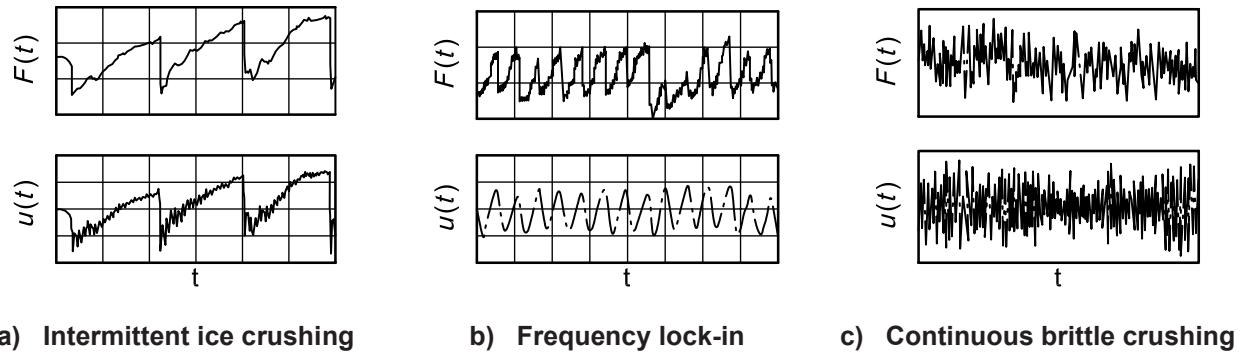 F(t)
F(t)
F(t)
u(t)
u(t)
u(t)
t
t
t
a) Intermittent ice crushing
b) Frequency lock-in
c) Continuous brittle crushing